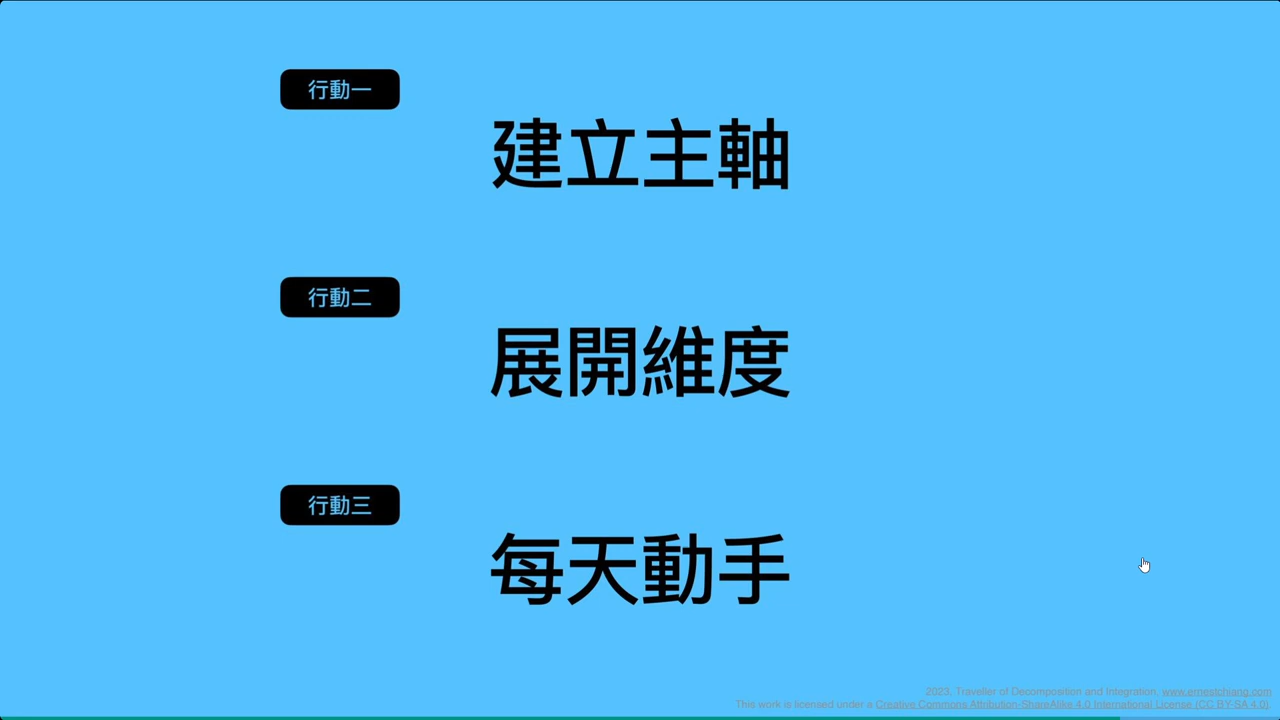 行動一
建立主軸
行動二
展開維度
行動三
每天動手
2023, Traveller of Decomposition and Integration. www.ernestchiang.com
This work is licensed under a Creative Commons Attribution-ShareAlike 4.0 International License (CC BY-SA 4.0).